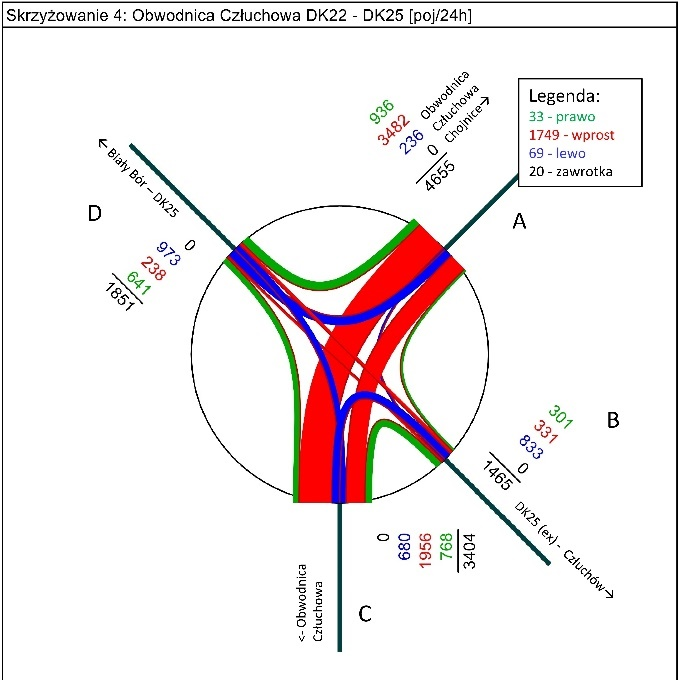 Skrzyżowanie 4: Obwodnica Człuchowa DK22 - DK25 [poj/24h]
936
3482
236
0
4655
Obwodnica
Człuchowa
Chojnice→
Legenda:
33 - prawo
1749 - wprost
69 - lewo
20 - zawrotka
A
← Biały Bór – DK25
D
0
973
238
641
1851
301
331
833
0
1465
B
DK25 (ex) - Człuchów→
0
680
1956
768
3404
<- Obwodnica
Człuchowa
C